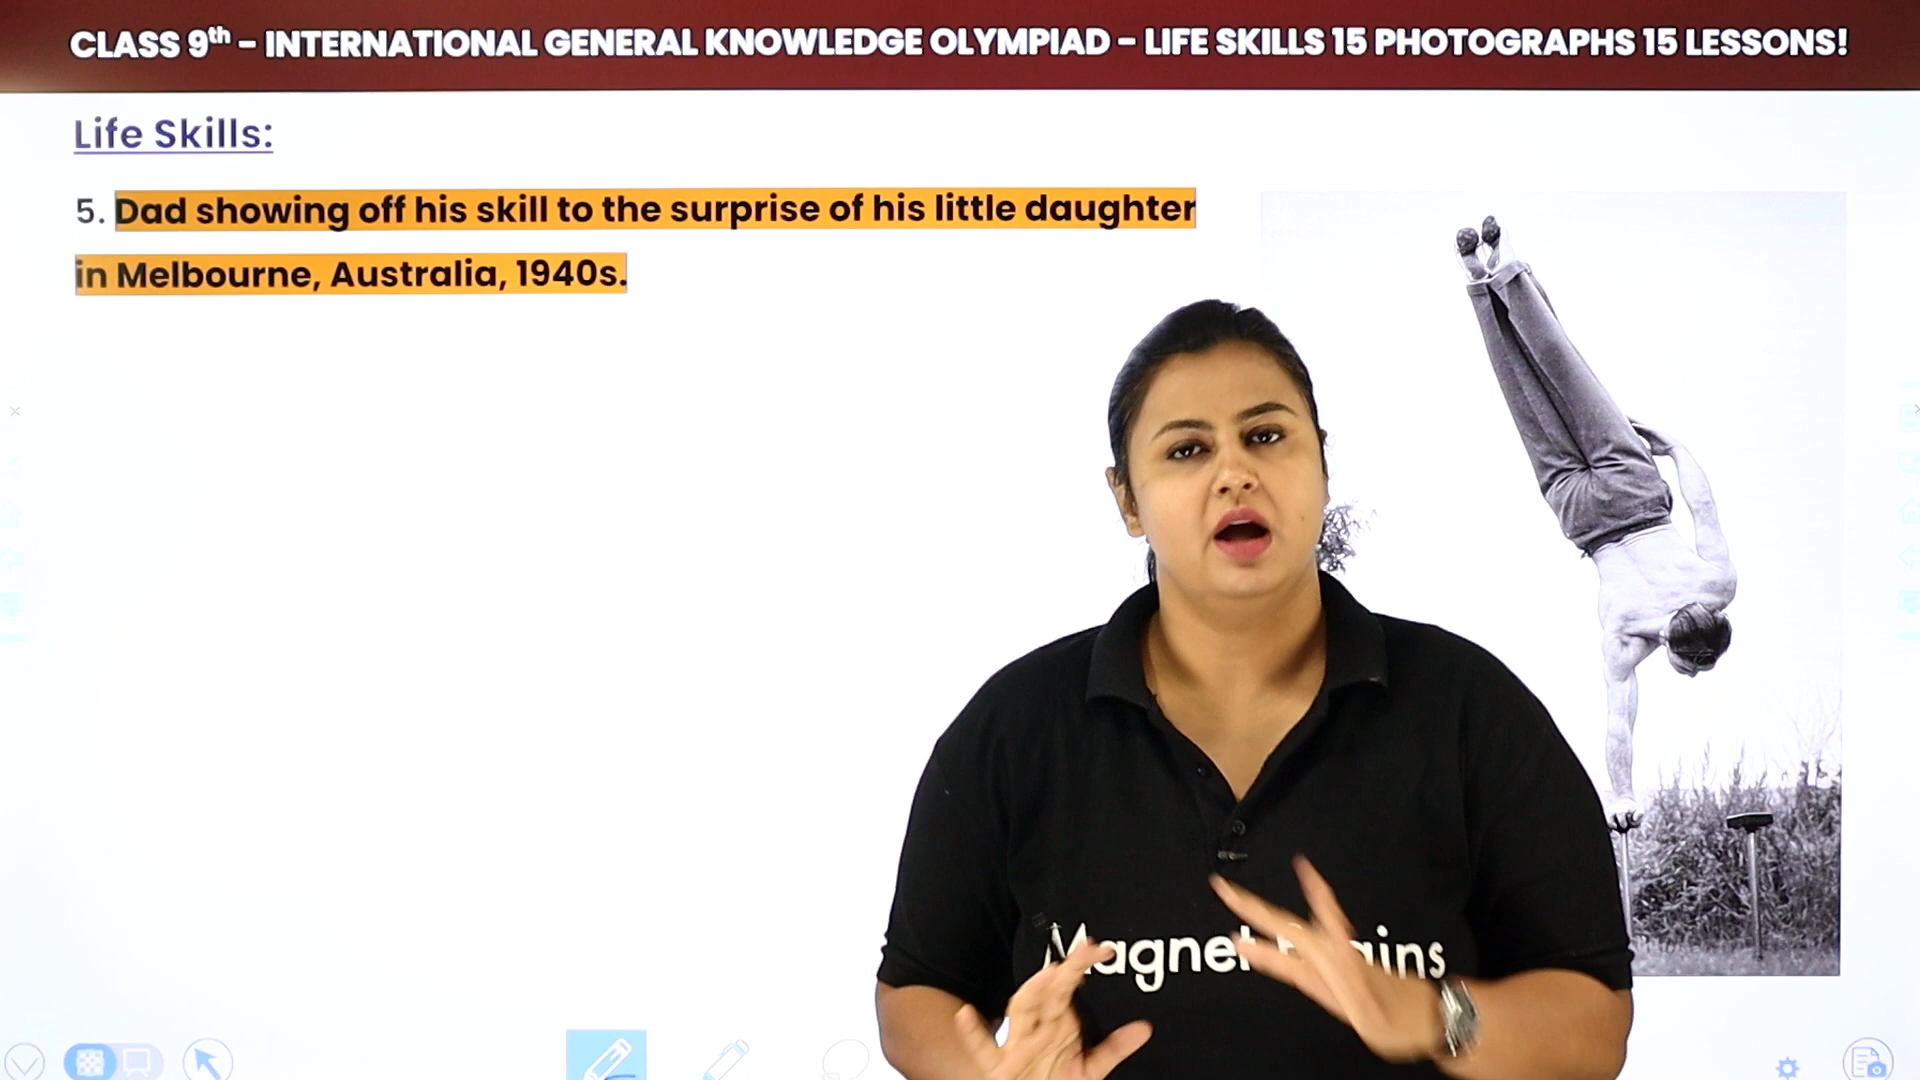 CLASS 9th - INTERNATIONAL GENERAL KNOWLEDGE OLYMPIAD - LIFE SKILLS 15 PHOTOGRAPHS 15 LESSONS!
Life Skills:
5. Dad showing off his skill to the surprise of his little daughter
in Melbourne, Australia, 1940s.
Magnet